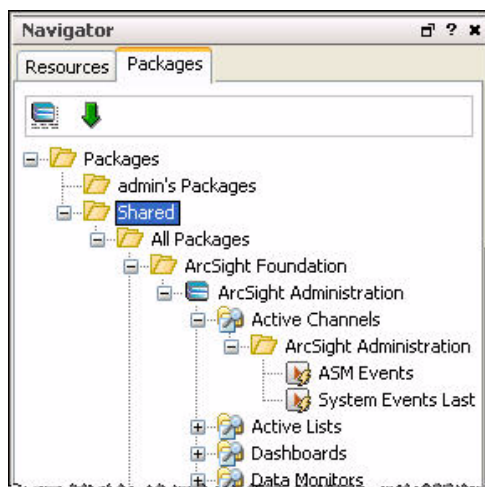 Navigator
Resources Packages
Packages
admin's Packages
Shared
All Packages
ArcSight Foundation
ArcSight Administration
Active Channels
ArcSight Administration
ASM Events
System Events Last
Active Lists
Dashboards
Data Monitors